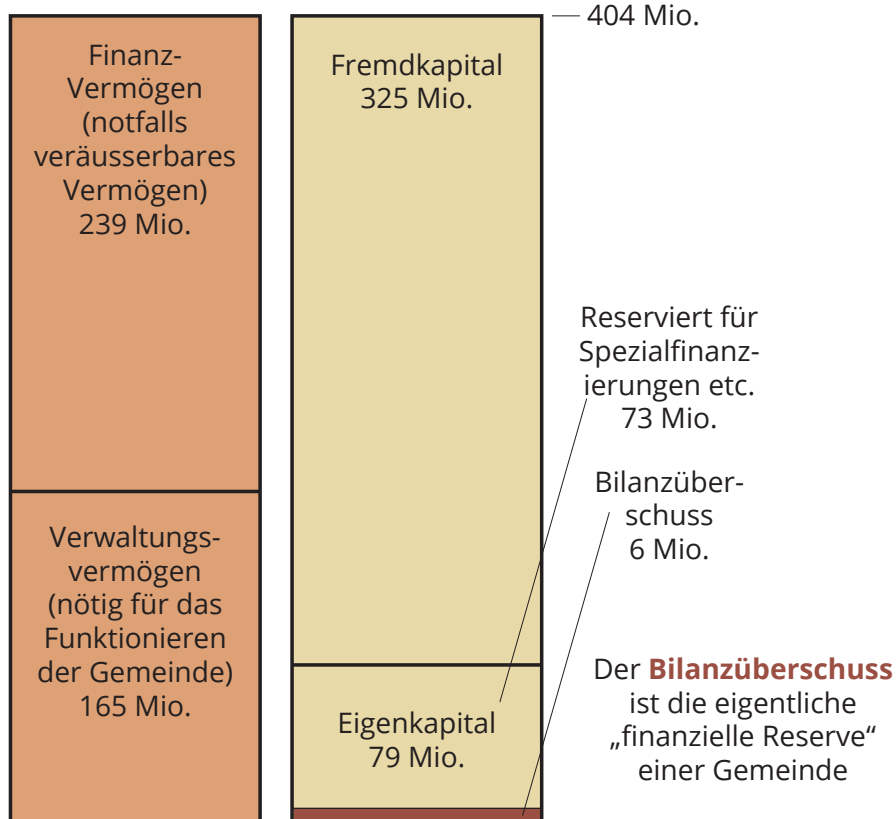 404 Mio.
Finanz-
Vermögen
(notfalls
veräusserbares
Vermögen)
239 Mio.
Fremdkapital
325 Mio.
Reserviert für
Spezialfinanz-
ierungen etc.
73 Mio.
Bilanzüber-
schuss
6 Mio.
Verwaltungs-
vermögen
(nötig für das
Funktionieren
der Gemeinde)
165 Mio.
Eigenkapital
79 Mio.
Der Bilanzüberschuss
ist die eigentliche
„finanzielle Reserve“
einer Gemeinde